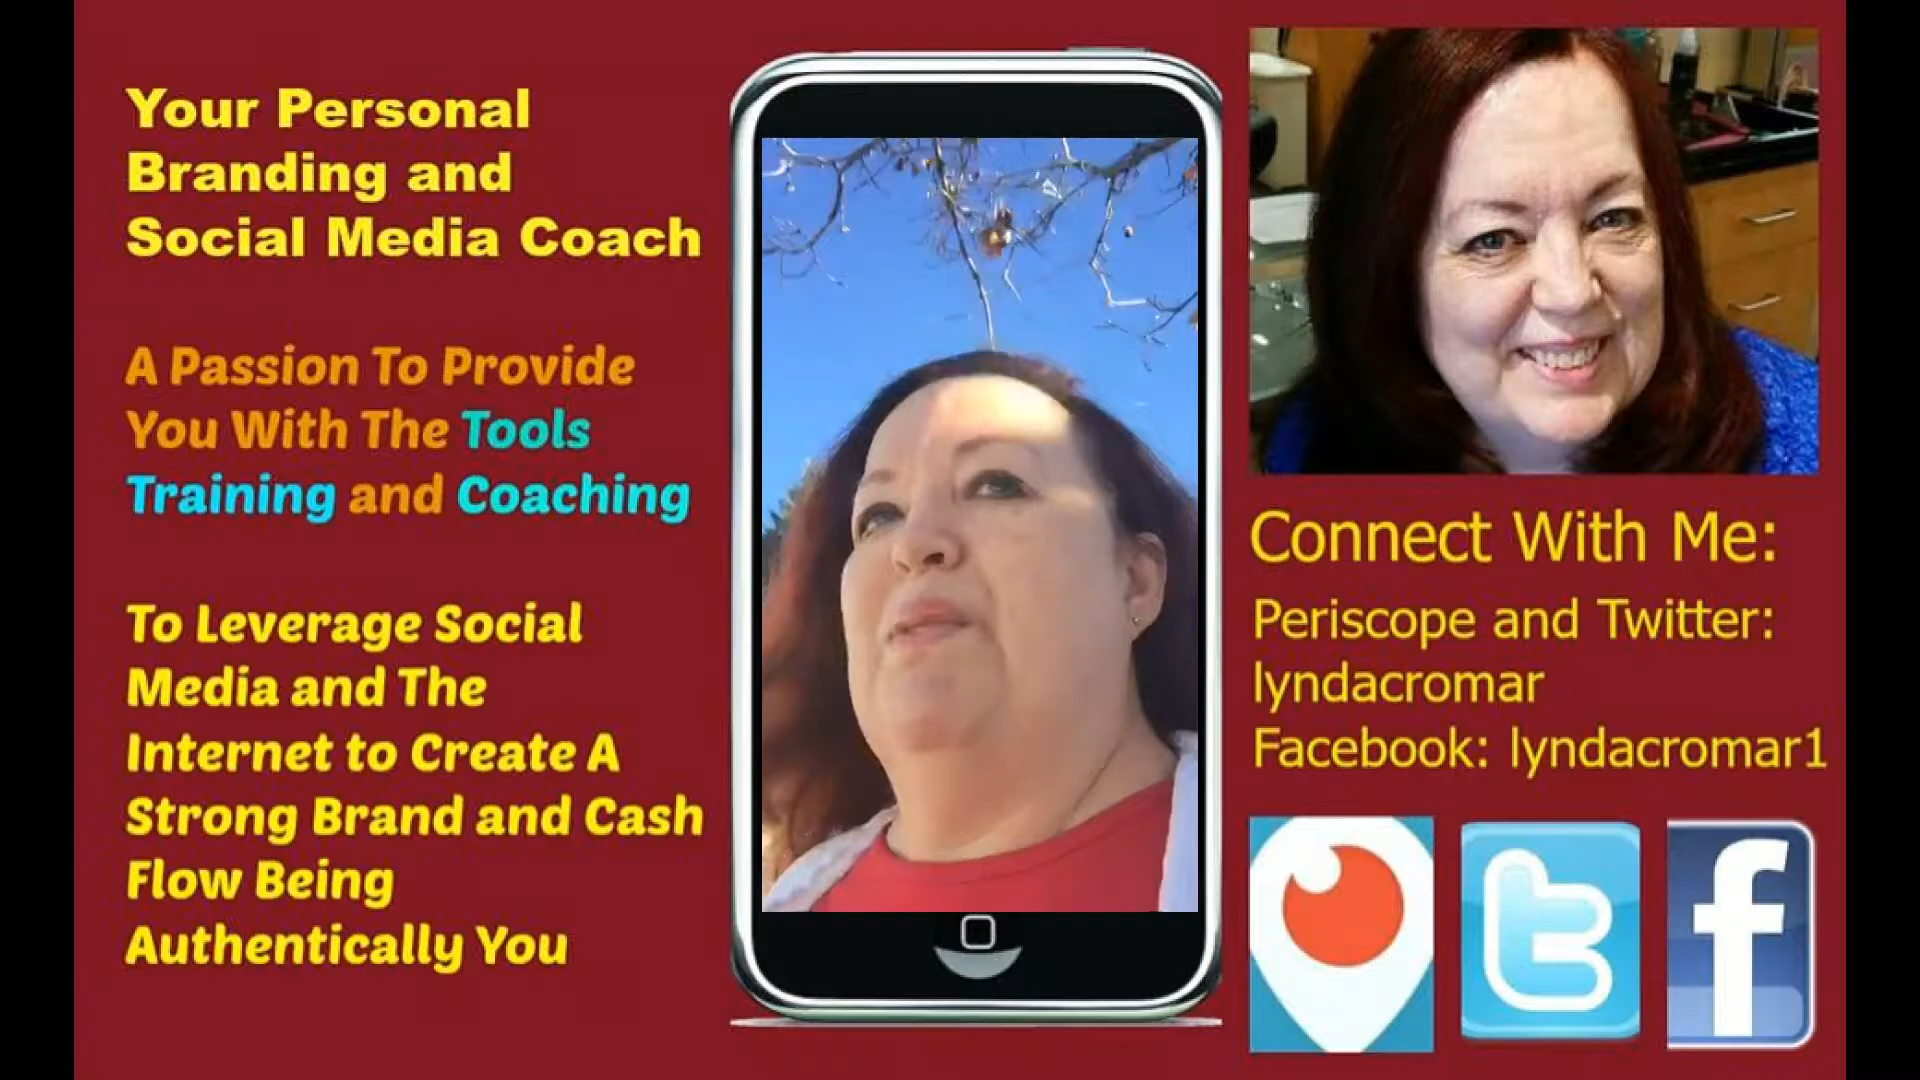 Your Personal
Branding and
Social Media Coach
A Passion To Provide
You With The Tools
Training and Coaching
To Leverage Social
Media and The
Internet to Create A
Strong Brand and Cash
Flow Being
Authentically You
Connect With Me:
Periscope and Twitter:
lyndacromar
Facebook: lyndacromar1